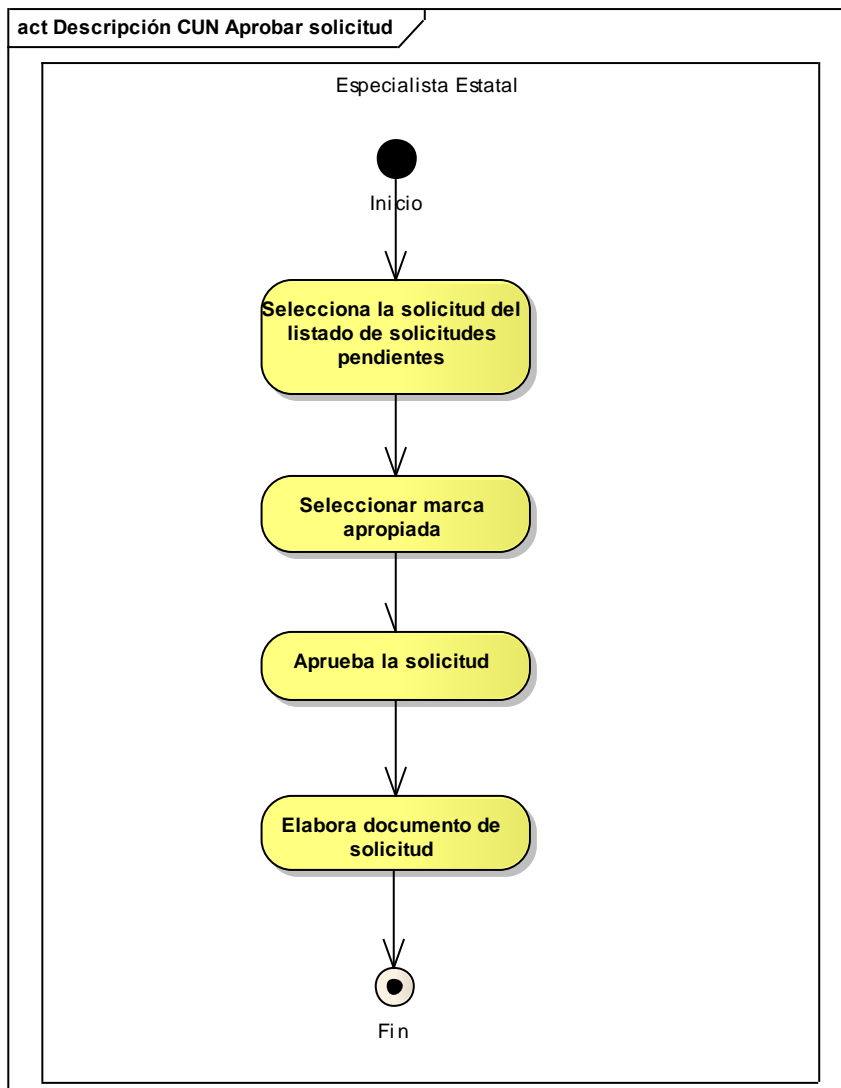 act Descripción CUN Aprobar solicitud
Especialista Estatal
Inicio
Selecciona la solicitud del
listado de solicitudes
pendientes
Seleccionar marca
apropiada
Aprueba la solicitud
Elabora documento de
solicitud
Fin